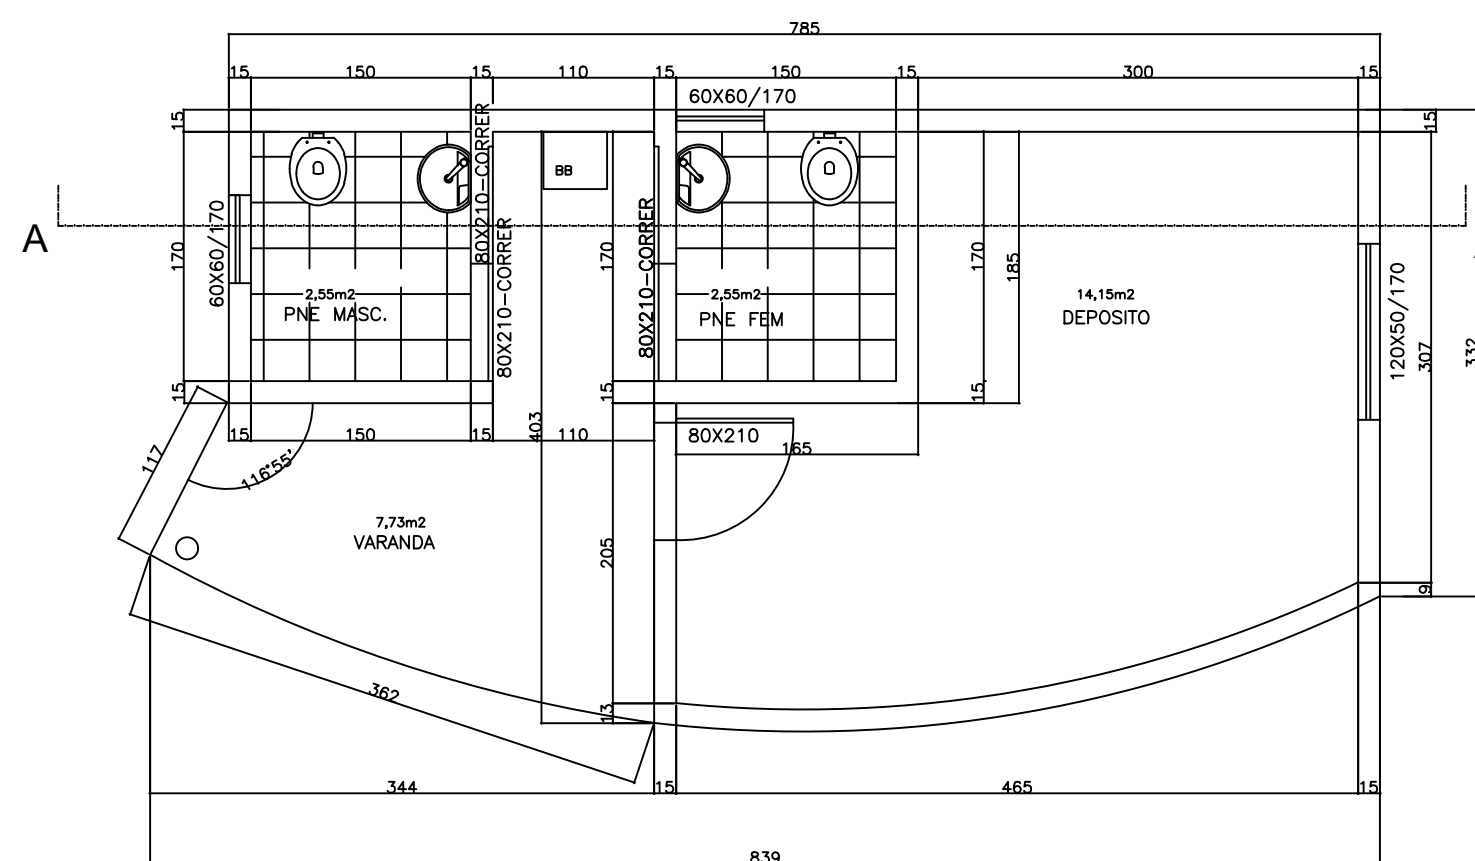 785
15 150 15 110 15 150 15 300 15
60X60/170
15
15
80X210-CORRER
BB
A
170
60X60/170
80X210-CORRER
80X210-CORRER
170
170
185
2,55m2
PNE MASC.
2,55m2
PNE FEM
14,15m2
DEPOSITO
120X50/170
307
332
15
15
15
15 150 15 110
403
80X210
165
117
116°55'
7,73m2
VARANDA
205
9
362
13
344 15 465 15
839